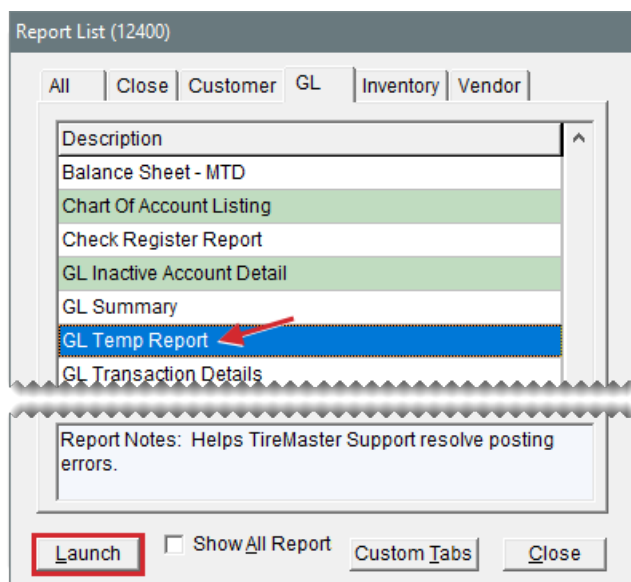 Report List (12400)
All Close Customer GL Inventory Vendor
Description
Balance Sheet - MTD
Chart Of Account Listing
Check Register Report
GL Inactive Account Detail
GL Summary
GL Temp Report
GL Transaction Details
Report Notes: Helps TireMaster Support resolve posting
errors.
Launch Show All Report Custom Tabs Close